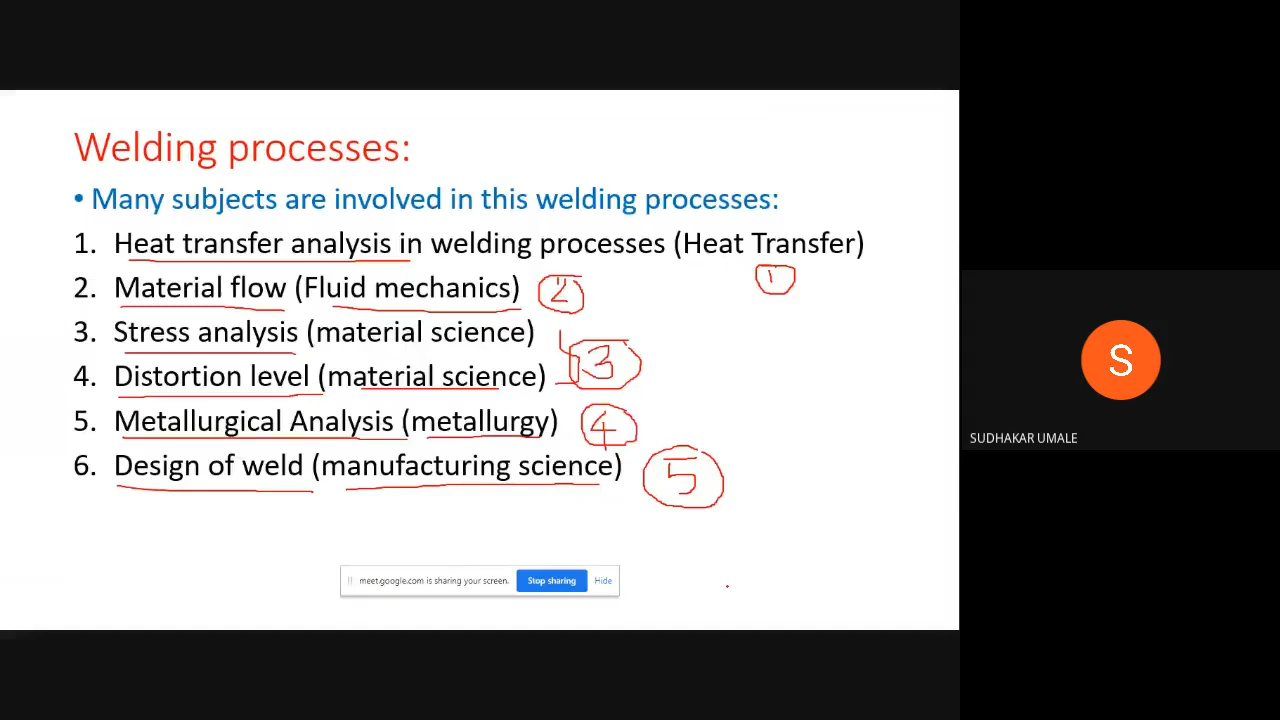 Welding processes:
• Many subjects are involved in this welding processes:
1. Heat transfer analysis in welding processes (Heat Transfer)
1
2. Material flow (Fluid mechanics) 2
3. Stress analysis (material science)
3
4. Distortion level (material science)
5. Metallurgical Analysis (metallurgy) 4
6. Design of weld (manufacturing science) 5
meet.google.com is sharing your screen. Stop sharing Hide
S
SUDHAKAR UMALE